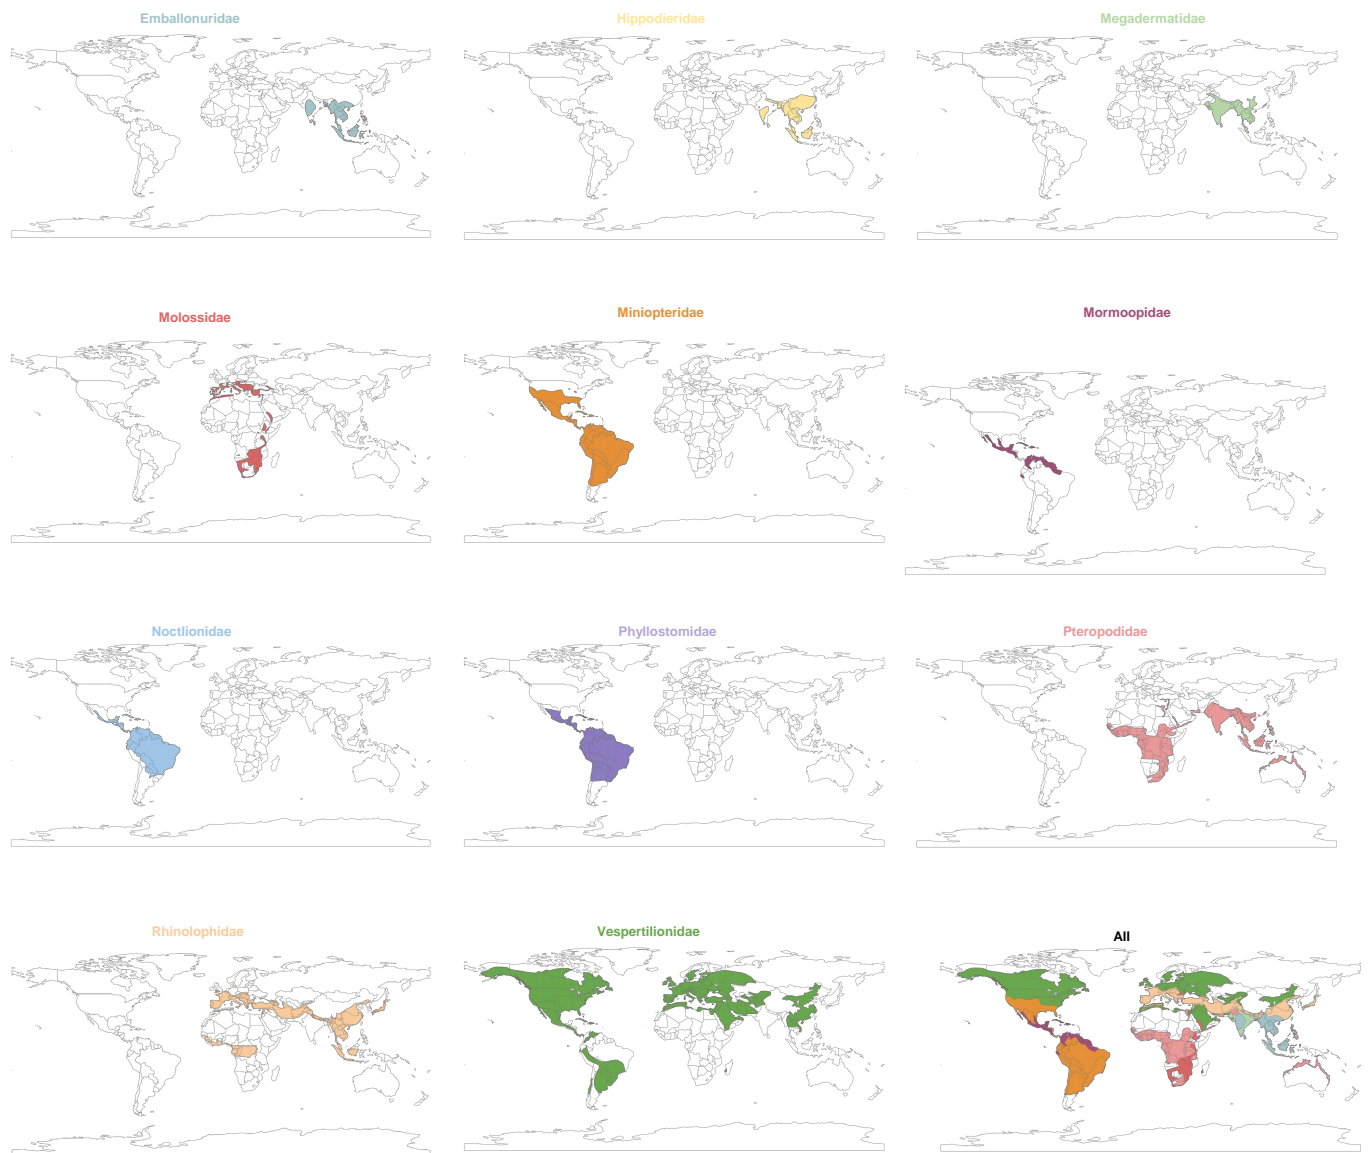 Emballonuridae
Hippodieridae
Megadermatidae
Molossidae
Miniopteridae
Mormoopidae
Noctlionidae
Phyllostomidae
Pteropodidae
Rhinolophidae
Vespertilionidae
All